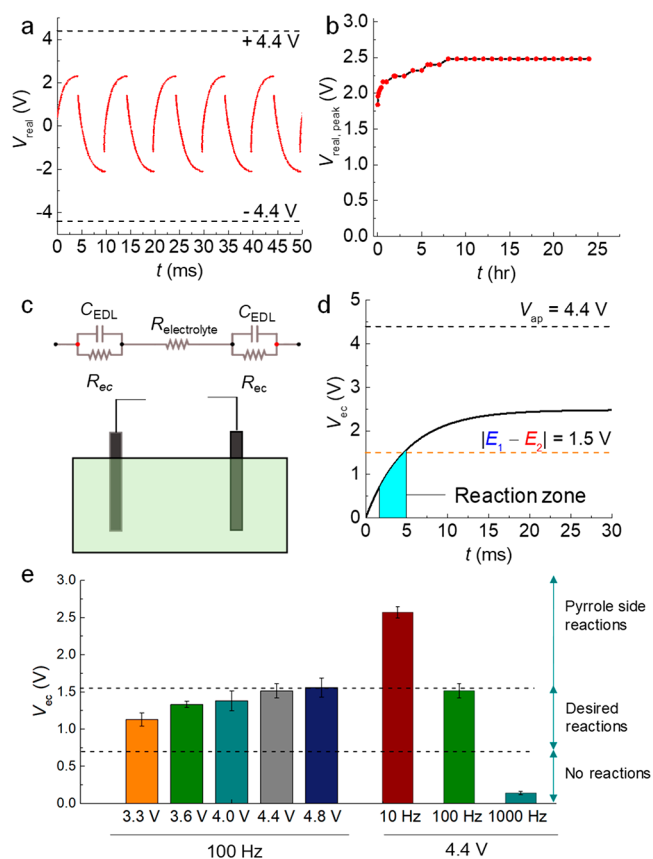 a
V_real (V)
4
2
0
-2
-4
+ 4.4 V
- 4.4 V
0 10 20 30 40 50
t (ms)
b
V_real, peak (V)
3.0
2.5
2.0
1.5
1.0
0.5
0.0
0 5 10 15 20 25
t (hr)
c
C_EDL
R_electrolyte
C_EDL
R_ec
R_ec
d
V_ec (V)
6
5
4
3
2
1
0
V_ap = 4.4 V
|E_1 − E_2| = 1.5 V
Reaction zone
0 5 10 15 20 25 30
t (ms)
e
V_ec (V)
3.0
2.5
2.0
1.5
1.0
0.5
0.0
3.3 V 3.6 V 4.0 V 4.4 V 4.8 V
100 Hz
10 Hz 100 Hz 1000 Hz
4.4 V
Pyrrole side
reactions
Desired
reactions
No reactions